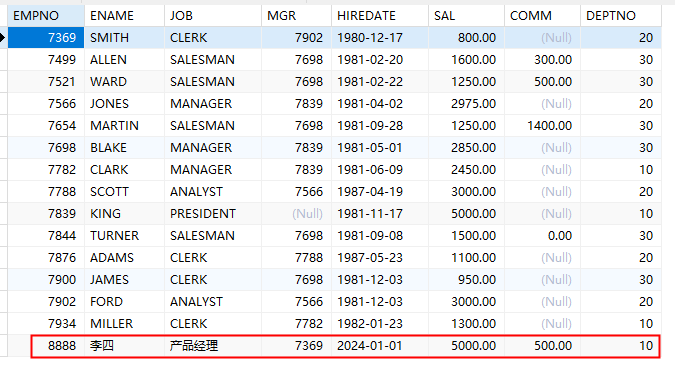 EMPNO ENAME JOB MGR HIREDATE SAL COMM DEPTNO
7369 SMITH CLERK 7902 1980-12-17 800.00 (Null) 20
7499 ALLEN SALESMAN 7698 1981-02-20 1600.00 300.00 30
7521 WARD SALESMAN 7698 1981-02-22 1250.00 500.00 30
7566 JONES MANAGER 7839 1981-04-02 2975.00 (Null) 20
7654 MARTIN SALESMAN 7698 1981-09-28 1250.00 1400.00 30
7698 BLAKE MANAGER 7839 1981-05-01 2850.00 (Null) 30
7782 CLARK MANAGER 7839 1981-06-09 2450.00 (Null) 10
7788 SCOTT ANALYST 7566 1987-04-19 3000.00 (Null) 20
7839 KING PRESIDENT (Null) 1981-11-17 5000.00 (Null) 10
7844 TURNER SALESMAN 7698 1981-09-08 1500.00 0.00 30
7876 ADAMS CLERK 7788 1987-05-23 1100.00 (Null) 20
7900 JAMES CLERK 7698 1981-12-03 950.00 (Null) 30
7902 FORD ANALYST 7566 1981-12-03 3000.00 (Null) 20
7934 MILLER CLERK 7782 1982-01-23 1300.00 (Null) 10
8888 李四 产品经理 7369 2024-01-01 5000.00 500.00 10